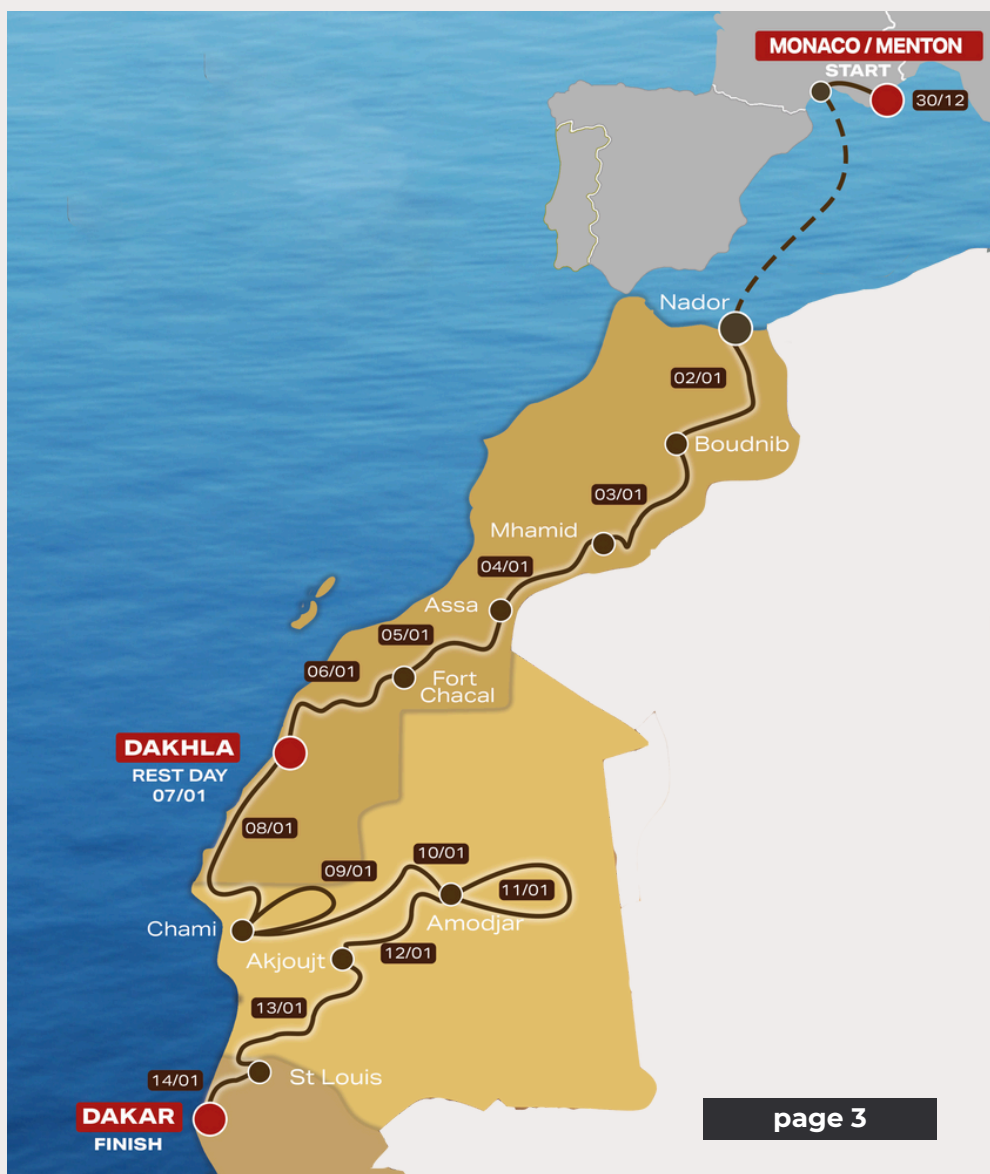 MONACO / MENTON
START
30/12
Nador
02/01
Boudnib
03/01
Mhamid
04/01
Assa
05/01
06/01
Fort
Chacal
DAKHLA
REST DAY
07/01
08/01
10/01
09/01
11/01
Amodjar
Chami
12/01
Akjoujt
13/01
St Louis
14/01
DAKAR
FINISH
page 3